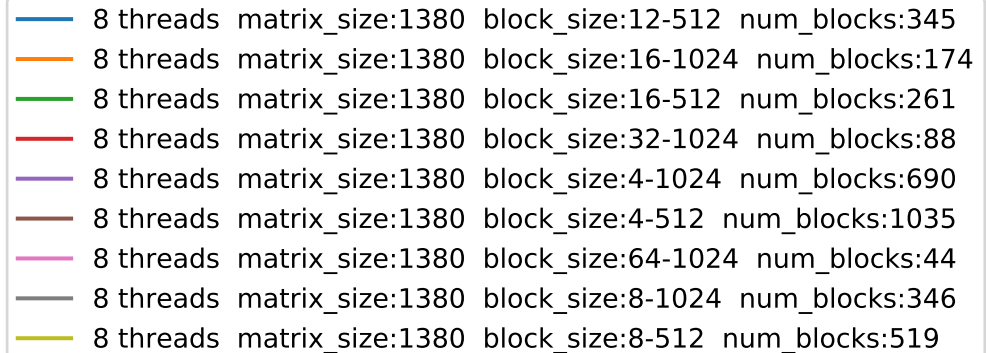 8 threads matrix_size:1380 block_size:12-512 num_blocks:345
8 threads matrix_size:1380 block_size:16-1024 num_blocks:174
8 threads matrix_size:1380 block_size:16-512 num_blocks:261
8 threads matrix_size:1380 block_size:32-1024 num_blocks:88
8 threads matrix_size:1380 block_size:4-1024 num_blocks:690
8 threads matrix_size:1380 block_size:4-512 num_blocks:1035
8 threads matrix_size:1380 block_size:64-1024 num_blocks:44
8 threads matrix_size:1380 block_size:8-1024 num_blocks:346
8 threads matrix_size:1380 block_size:8-512 num_blocks:519